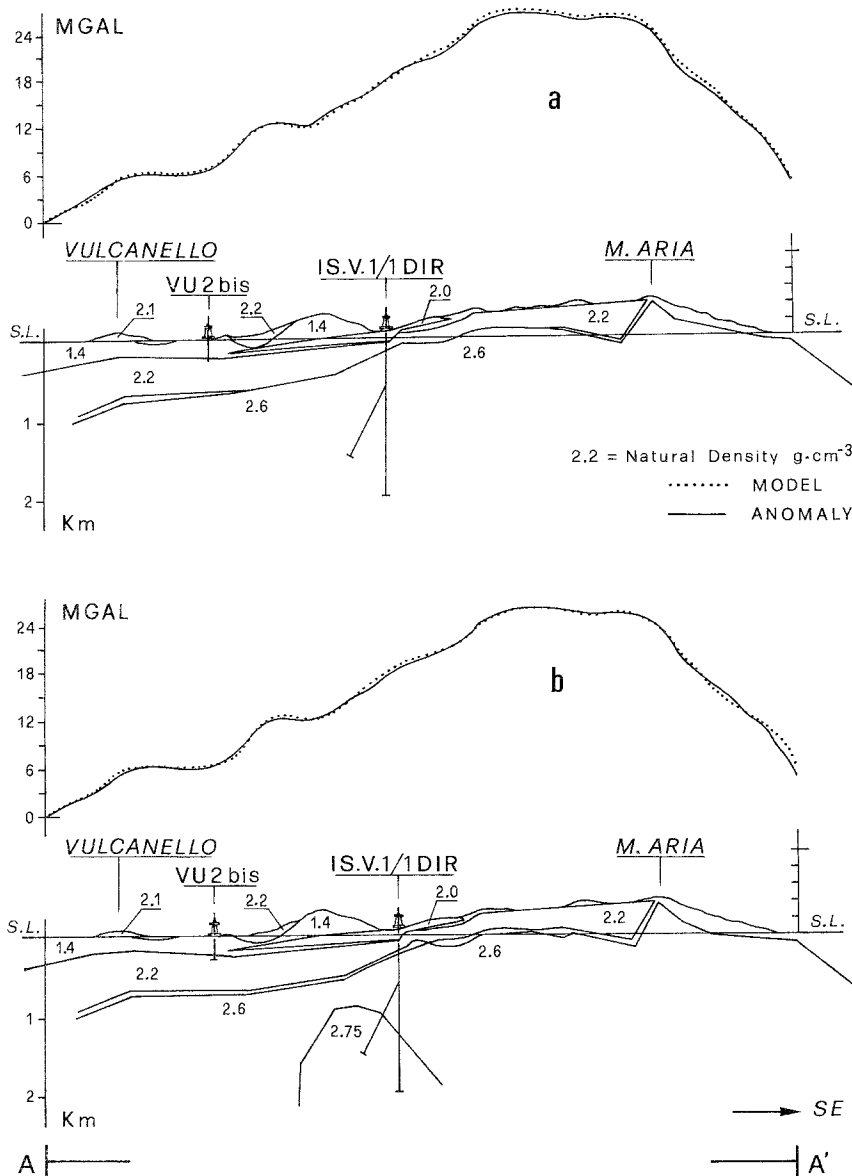 MGAL
24
18
12
6
0
a
VULCANELLO
VU 2 bis
IS.V.1/1 DIR
M. ARIA
2.1
2.2
1.4
2.0
S.L.
S.L.
1.4
2.2
2.6
2.2
2.6
1
2
Km
2.2 = Natural Density g·cm-3
MODEL
ANOMALY
MGAL
24
18
12
6
0
b
VULCANELLO
VU 2 bis
IS.V.1/1 DIR
M. ARIA
2.1
2.2
1.4
2.0
S.L.
S.L.
1.4
2.2
2.6
2.2
2.6
1
2.75
2
Km
SE
A
A'